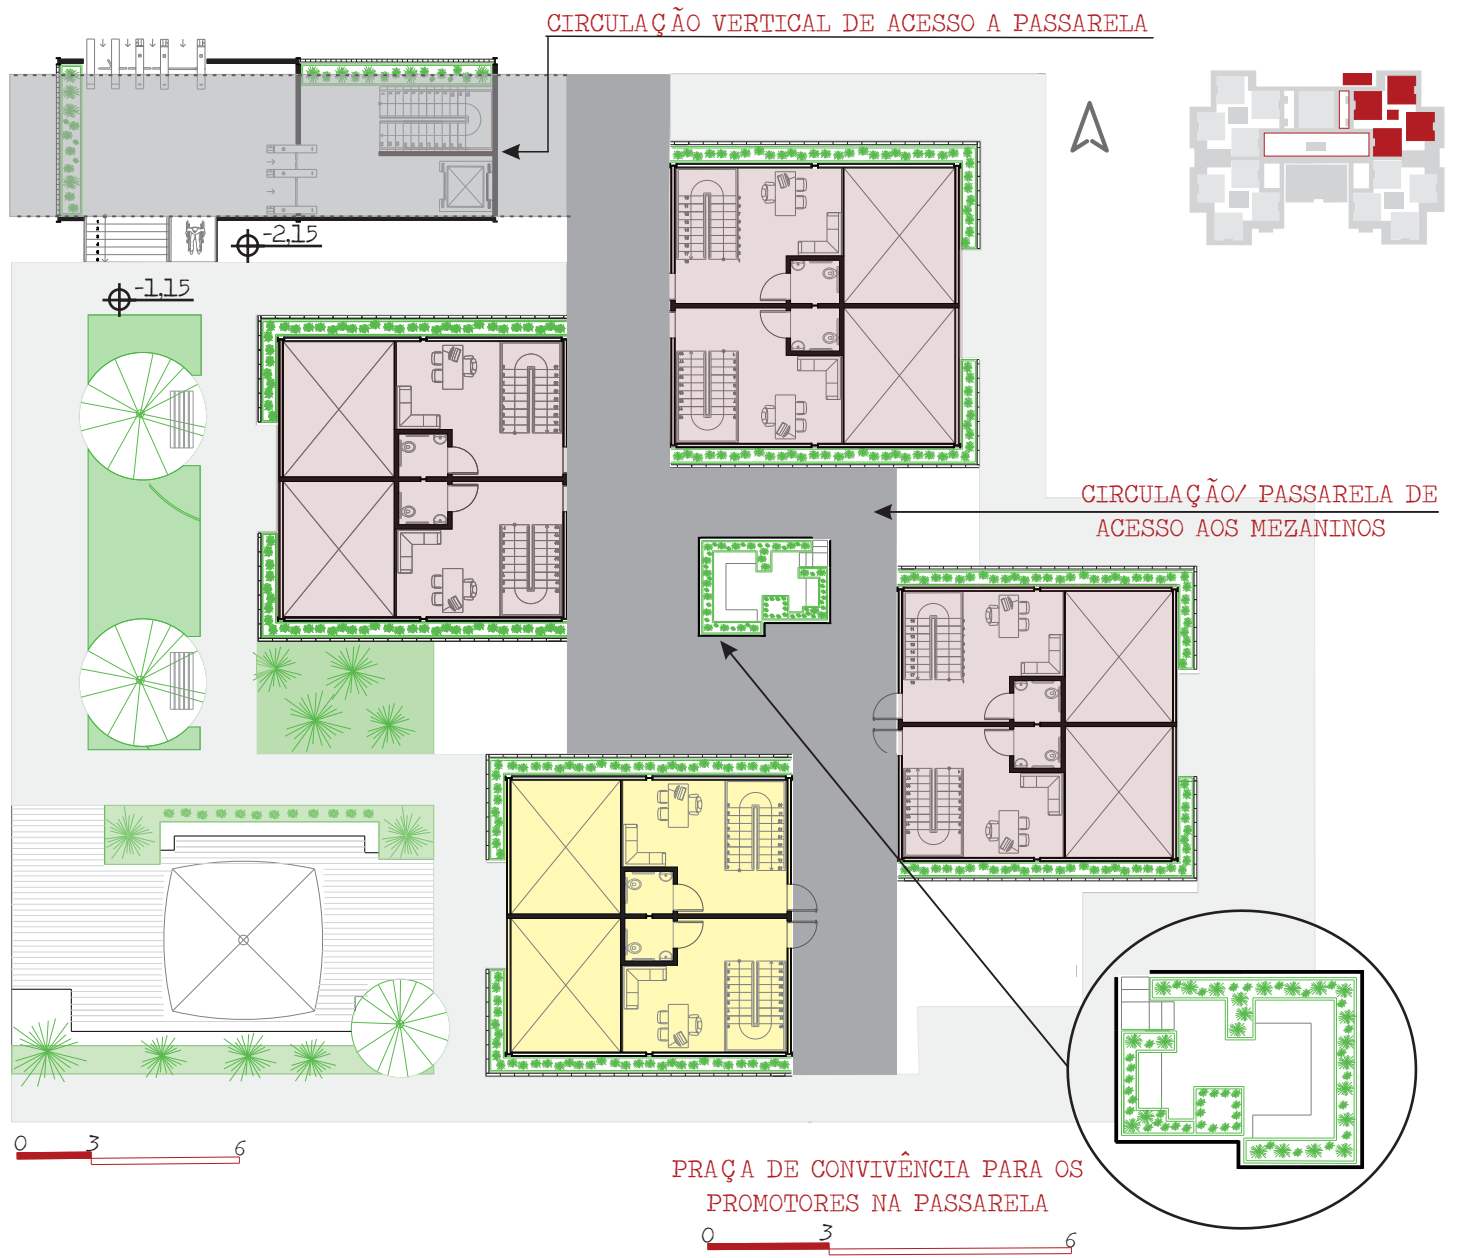 CIRCULAÇÃO VERTICAL DE ACESSO A PASSARELA
-2,15
-1,15
CIRCULAÇÃO/ PASSARELA DE
ACESSO AOS MEZANINOS
0 3 6
PRAÇA DE CONVIVÊNCIA PARA OS
PROMOTORES NA PASSARELA
0 3 6